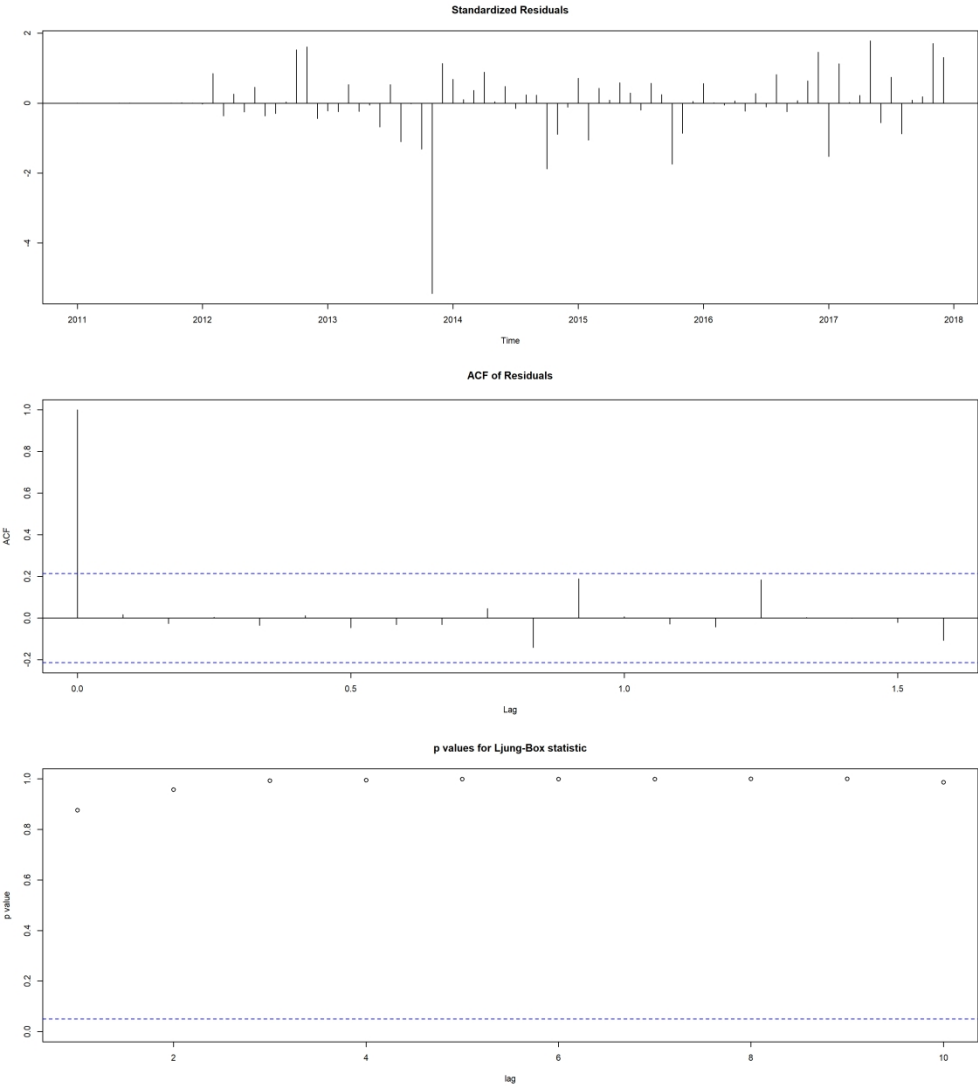 Standardized Residuals
2
0
-2
-4
2011 2012 2013 2014 2015 2016 2017 2018
Time
ACF of Residuals
ACF
1.0
0.8
0.6
0.4
0.2
0.0
-0.2
0.0 0.5 1.0 1.5
Lag
p values for Ljung-Box statistic
p value
1.0
0.8
0.6
0.4
0.2
0.0
2 4 6 8 10
lag